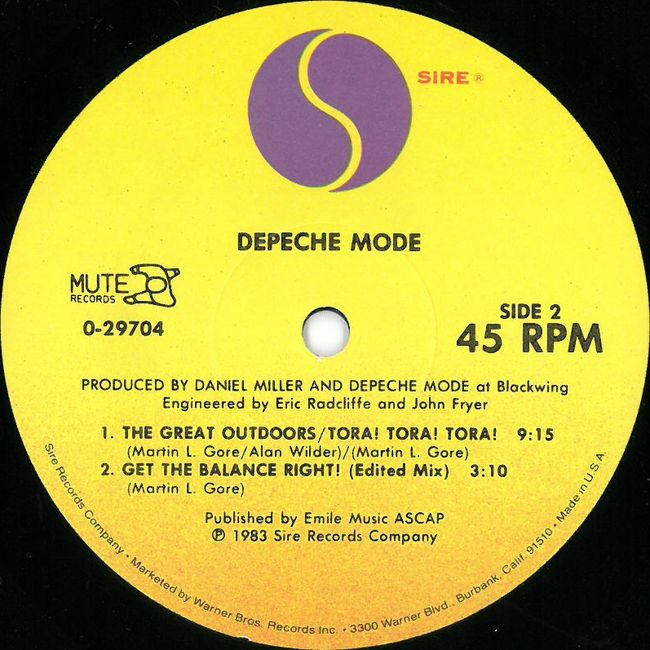 SIRE ®
DEPECHE MODE
MUTE
RECORDS
0-29704
SIDE 2
45 RPM
PRODUCED BY DANIEL MILLER AND DEPECHE MODE at Blackwing
Engineered by Eric Radcliffe and John Fryer
1. THE GREAT OUTDOORS/TORA! TORA! TORA! 9:15
(Martin L. Gore/Alan Wilder)/(Martin L. Gore)
2. GET THE BALANCE RIGHT! (Edited Mix) 3:10
(Martin L. Gore)
Published by Emile Music ASCAP
℗ 1983 Sire Records Company
Sire Records Company • Marketed by Warner Bros. Records Inc. • 3300 Warner Blvd., Burbank, Calif. 91510 • Made in U.S.A.